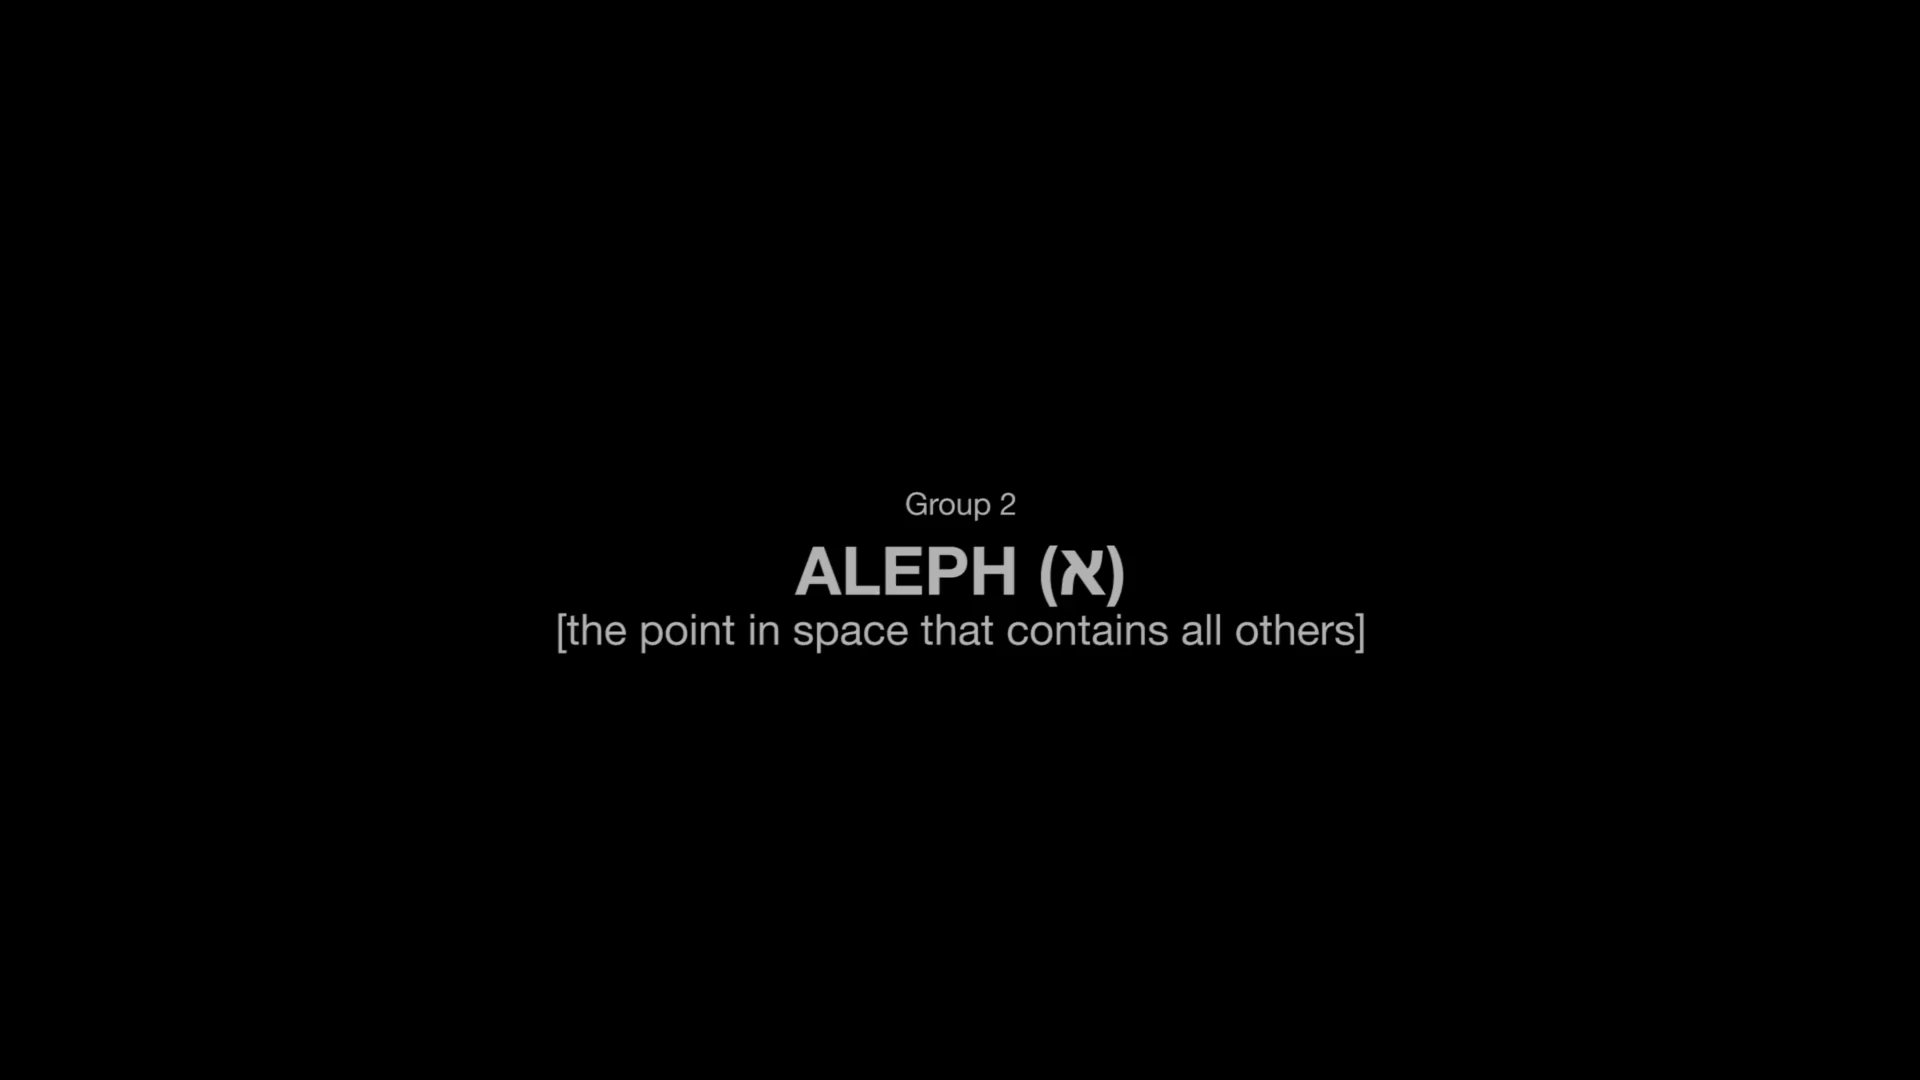 Group 2
ALEPH (א)
[the point in space that contains all others]